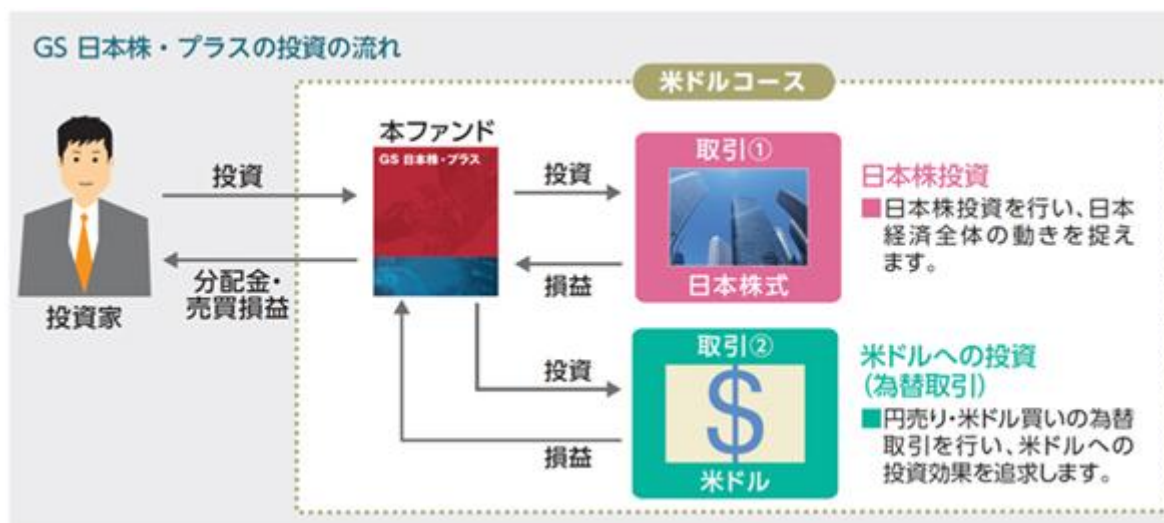 GS 日本株・プラスの投資の流れ
米ドルコース
本ファンド
GS 日本株・プラス
投資
分配金・
売買損益
投資家
投資
損益
取引①
日本株式
日本株投資
■日本株投資を行い、日本
経済全体の動きを捉え
ます。
投資
損益
取引②
$
米ドル
米ドルへの投資
(為替取引)
■円売り・米ドル買いの為替
取引を行い、米ドルへの
投資効果を追求します。